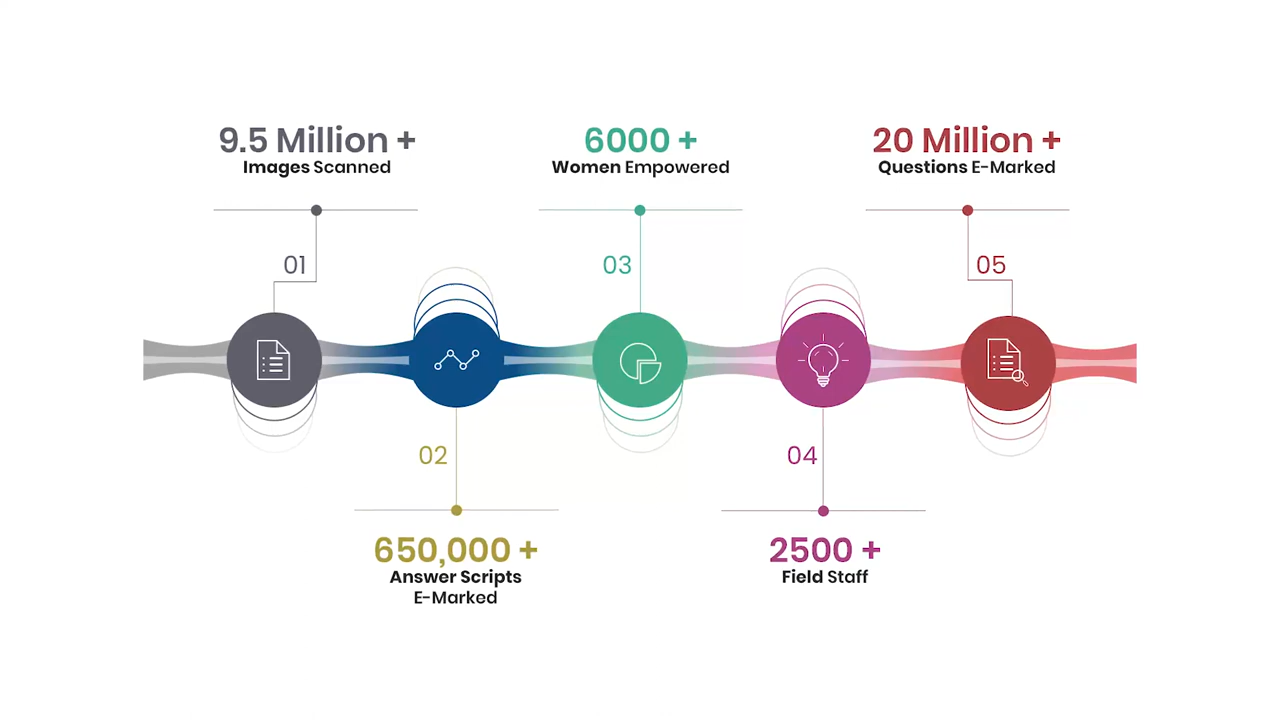 9.5 Million +
Images Scanned
01
02
650,000 +
Answer Scripts
E-Marked
6000 +
Women Empowered
03
04
2500 +
Field Staff
20 Million +
Questions E-Marked
05